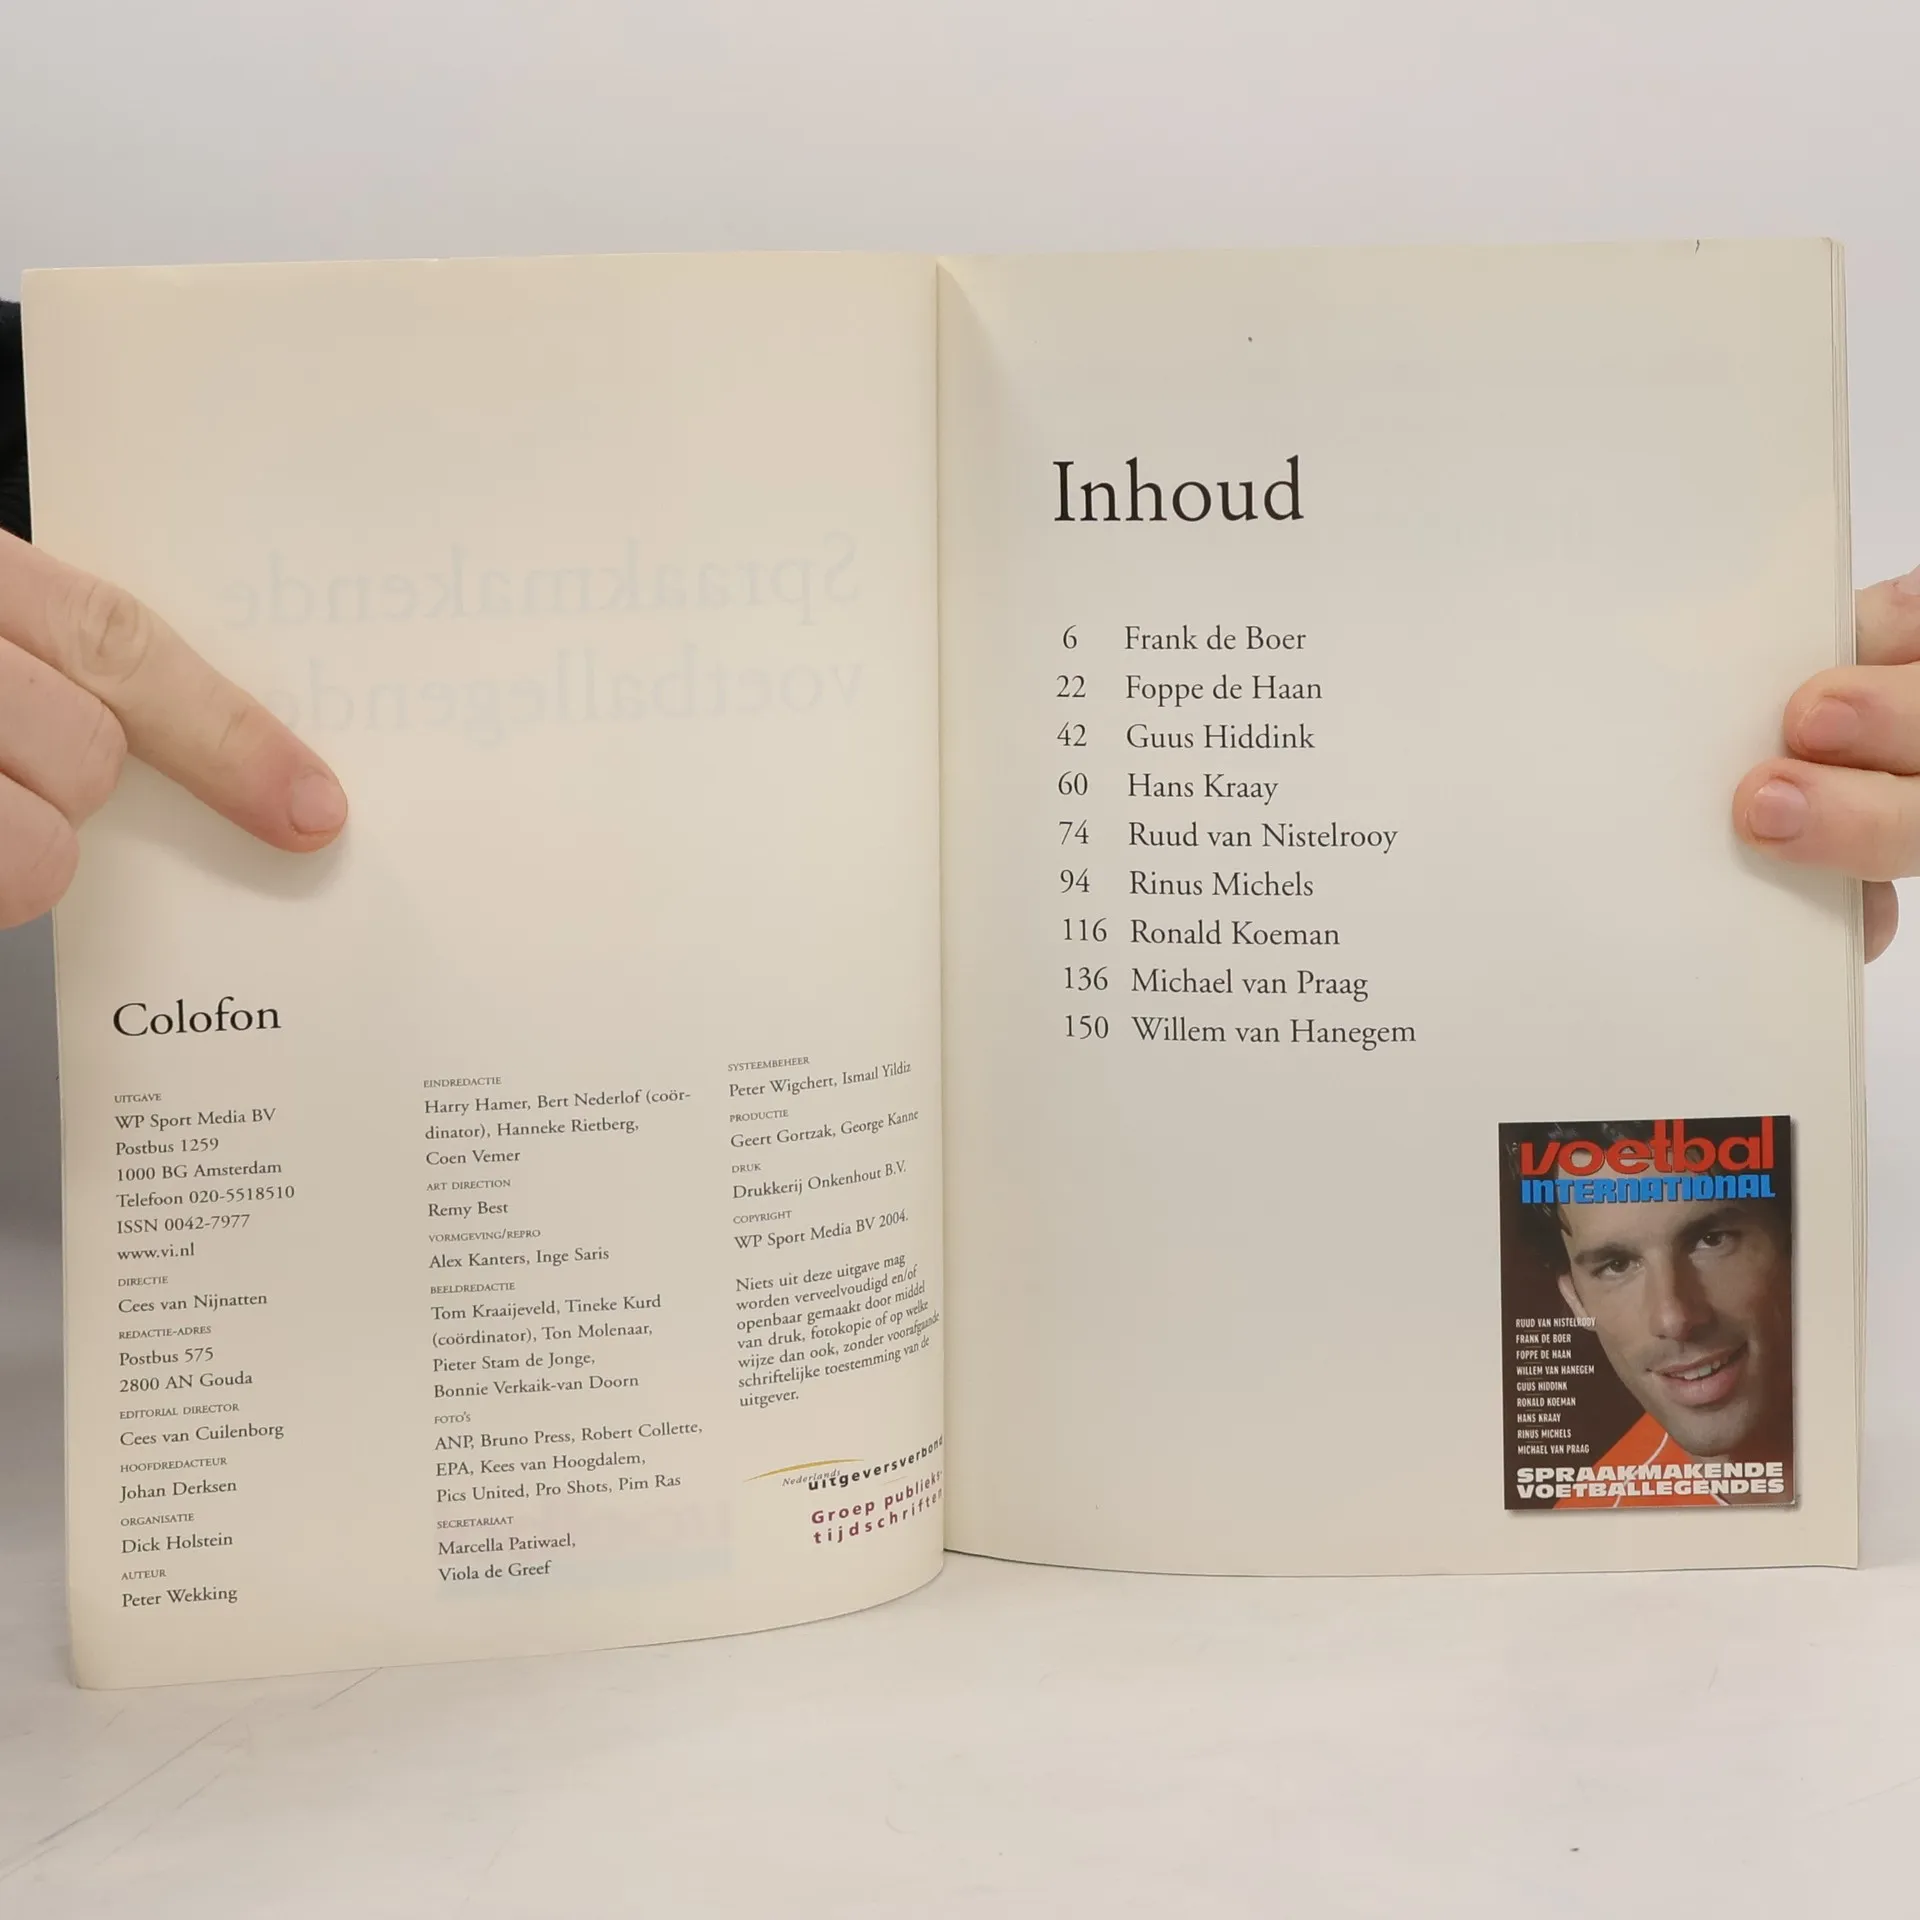 Spraakmakende
voetballegende
Colofon
UITGAVE
WP Sport Media BV
Postbus 1259
1000 BG Amsterdam
Telefoon 020-5518510
ISSN 0042-7977
www.vi.nl
DIRECTIE
Cees van Nijnatten
REDACTIE-ADRES
Postbus 575
2800 AN Gouda
EDITORIAL DIRECTOR
Cees van Cuilenborg
HOOFDREDACTEUR
Johan Derksen
ORGANISATIE
Dick Holstein
AUTEUR
Peter Wekking
EINDREDACTIE
Harry Hamer, Bert Nederlof (coör-
dinator), Hanneke Rietberg,
Coen Vemer
ART DIRECTION
Remy Best
VORMGEVING/REPRO
Alex Kanters, Inge Saris
BEELDREDACTIE
Tom Kraaijeveld, Tineke Kurd
(coördinator), Ton Molenaar,
Pieter Stam de Jonge,
Bonnie Verkaik-van Doorn
FOTO'S
ANP, Bruno Press, Robert Collette,
EPA, Kees van Hoogdalem,
Pics United, Pro Shots, Pim Ras
SECRETARIAAT
Marcella Patiwael,
Viola de Greef
SYSTEEMBEHEER
Peter Wigchert, Ismail Yildiz
PRODUCTIE
Geert Gortzak, George Kanne
DRUK
Drukkerij Onkenhout B.V.
COPYRIGHT
WP Sport Media BV 2004.
Niets uit deze uitgave mag
worden verveelvoudigd en/of
openbaar gemaakt door middel
van druk, fotokopie of op welke
wijze dan ook, zonder voorafgaande
schriftelijke toestemming van de
uitgever.
Nederlands
uitgeversverbond
Groep publieks-
tijdschriften
Inhoud
6 Frank de Boer
22 Foppe de Haan
42 Guus Hiddink
60 Hans Kraay
74 Ruud van Nistelrooy
94 Rinus Michels
116 Ronald Koeman
136 Michael van Praag
150 Willem van Hanegem
voetbal
INTERNATIONAL
RUUD VAN NISTELROOY
FRANK DE BOER
FOPPE DE HAAN
WILLEM VAN HANEGEM
GUUS HIDDINK
RONALD KOEMAN
HANS KRAAY
RINUS MICHELS
MICHAEL VAN PRAAG
SPRAAKMAKENDE
VOETBALLEGENDES